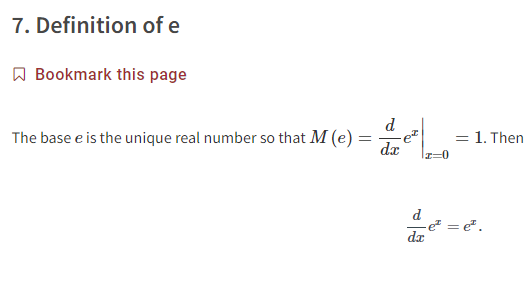 7. Definition of e
Bookmark this page
The base e is the unique real number so that M(e) = \frac{d}{dx}e^x|_{x=0} = 1. Then
\frac{d}{dx}e^x = e^x.